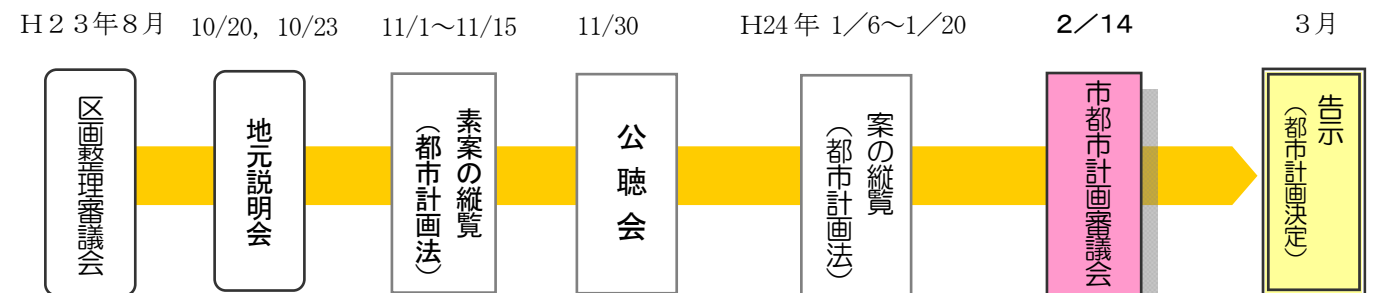 H２３年８月
10/20, 10/23
11/1～11/15
11/30
H24年 1／6～1／20
2／14
３月
区画整理審議会
地元説明会
素案の縦覧
（都市計画法）
公聴会
案の縦覧
（都市計画法）
市都市計画審議会
告示
（都市計画決定）